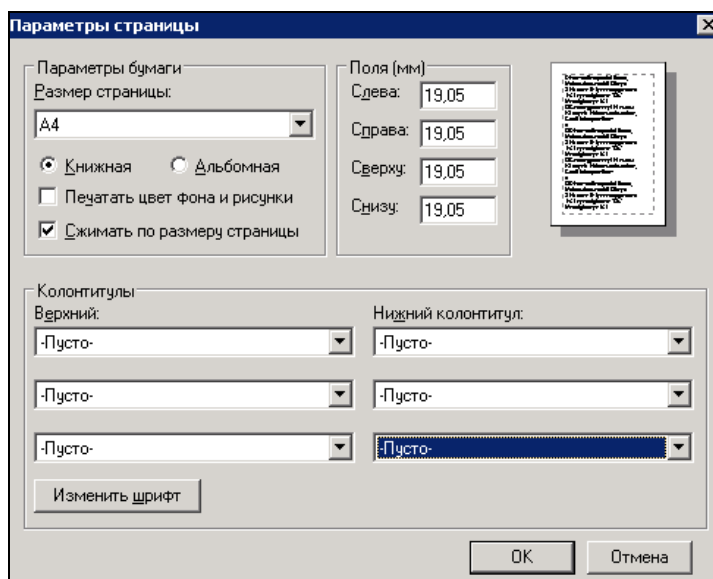 Параметры страницы
Параметры бумаги
Размер страницы:
A4
Книжная Альбомная
Печатать цвет фона и рисунки
Сжимать по размеру страницы
Поля (мм)
Слева: 19,05
Справа: 19,05
Сверху: 19,05
Снизу: 19,05
Колонтитулы
Верхний: Нижний колонтитул:
-Пусто- -Пусто-
-Пусто- -Пусто-
-Пусто- -Пусто-
Изменить шрифт
OK Отмена